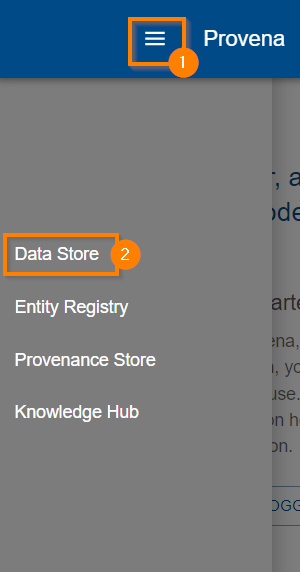 Provena
1
Data Store 2
Entity Registry
Provenance Store
Knowledge Hub
, a
ode
arte
ena,
, yo
use.
on he
on.
OGG